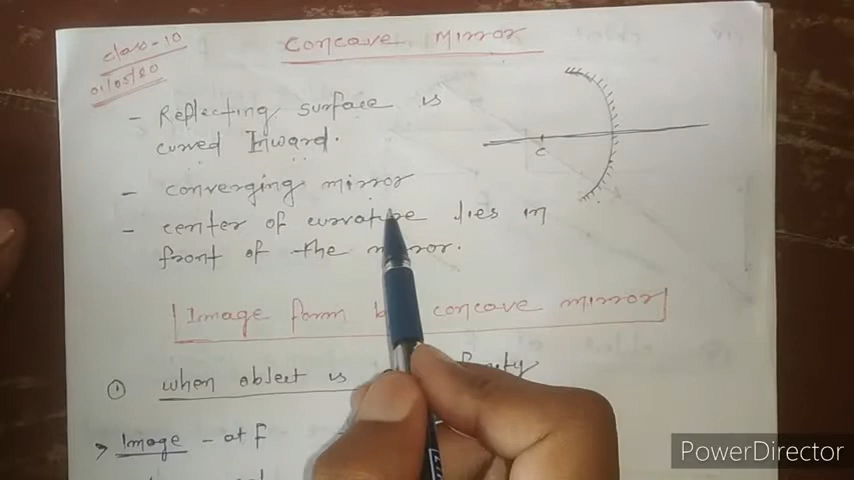 class-10
01/05/20
Concave Mirror
- Reflecting surface is
curved Inward.
- converging mirror
- center of curvature lies in
front of the mirror.
C
Image form concave mirror
① when object is
> Image - at F
PowerDirector